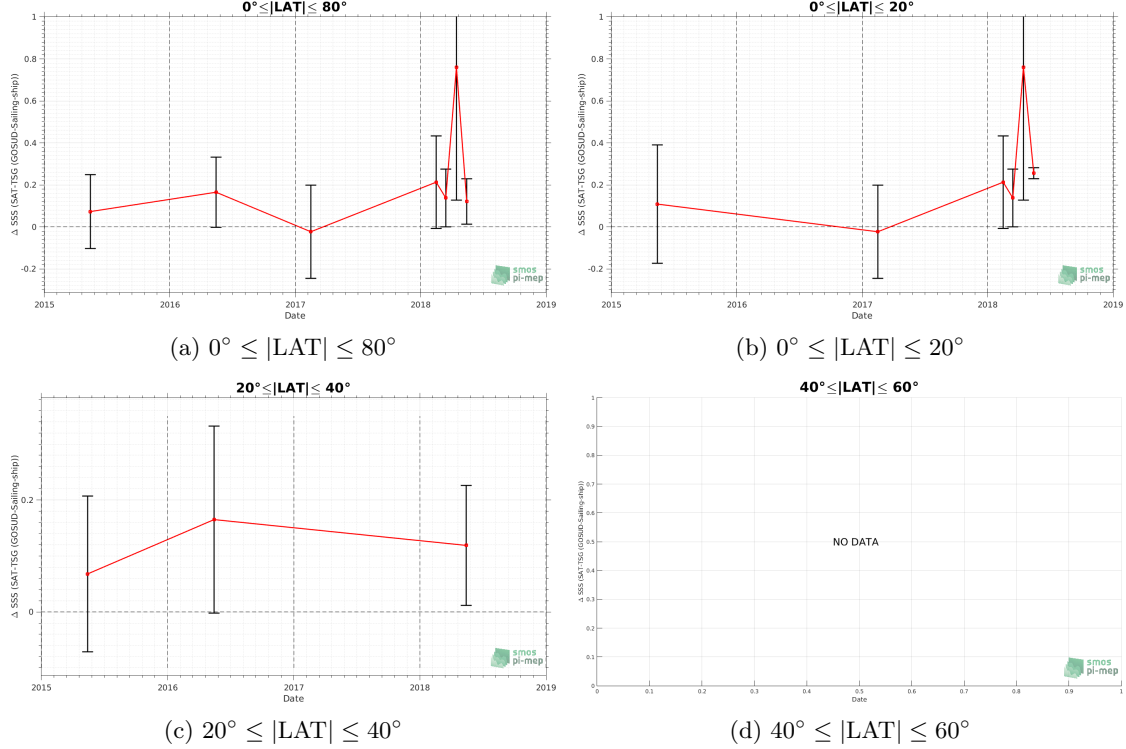 0°≤|LAT|≤ 80°
Δ SSS (SAT-TSG (GOSUD-Sailing-ship))
1
0.8
0.6
0.4
0.2
0
-0.2
2015 2016 2017 2018 2019
Date
smos
pi-mep
(a) 0° ≤ |LAT| ≤ 80°
0°≤|LAT|≤ 20°
Δ SSS (SAT-TSG (GOSUD-Sailing-ship))
1
0.8
0.6
0.4
0.2
0
-0.2
2015 2016 2017 2018 2019
Date
smos
pi-mep
(b) 0° ≤ |LAT| ≤ 20°
20°≤|LAT|≤ 40°
Δ SSS (SAT-TSG (GOSUD-Sailing-ship))
0.2
0
2015 2016 2017 2018 2019
Date
smos
pi-mep
(c) 20° ≤ |LAT| ≤ 40°
40°≤|LAT|≤ 60°
Δ SSS (SAT-TSG (GOSUD-Sailing-ship))
1
0.9
0.8
0.7
0.6
0.5
0.4
0.3
0.2
0.1
0
NO DATA
0 0.1 0.2 0.3 0.4 0.5 0.6 0.7 0.8 0.9 1
Date
smos
pi-mep
(d) 40° ≤ |LAT| ≤ 60°